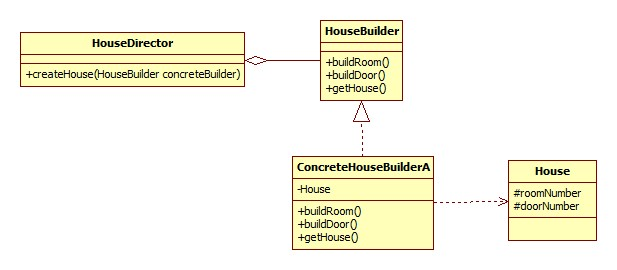 HouseDirector
+createHouse(HouseBuilder concreteBuilder)
HouseBuilder
+buildRoom()
+buildDoor()
+getHouse()
ConcreteHouseBuilderA
-House
+buildRoom()
+buildDoor()
+getHouse()
House
#roomNumber
#doorNumber